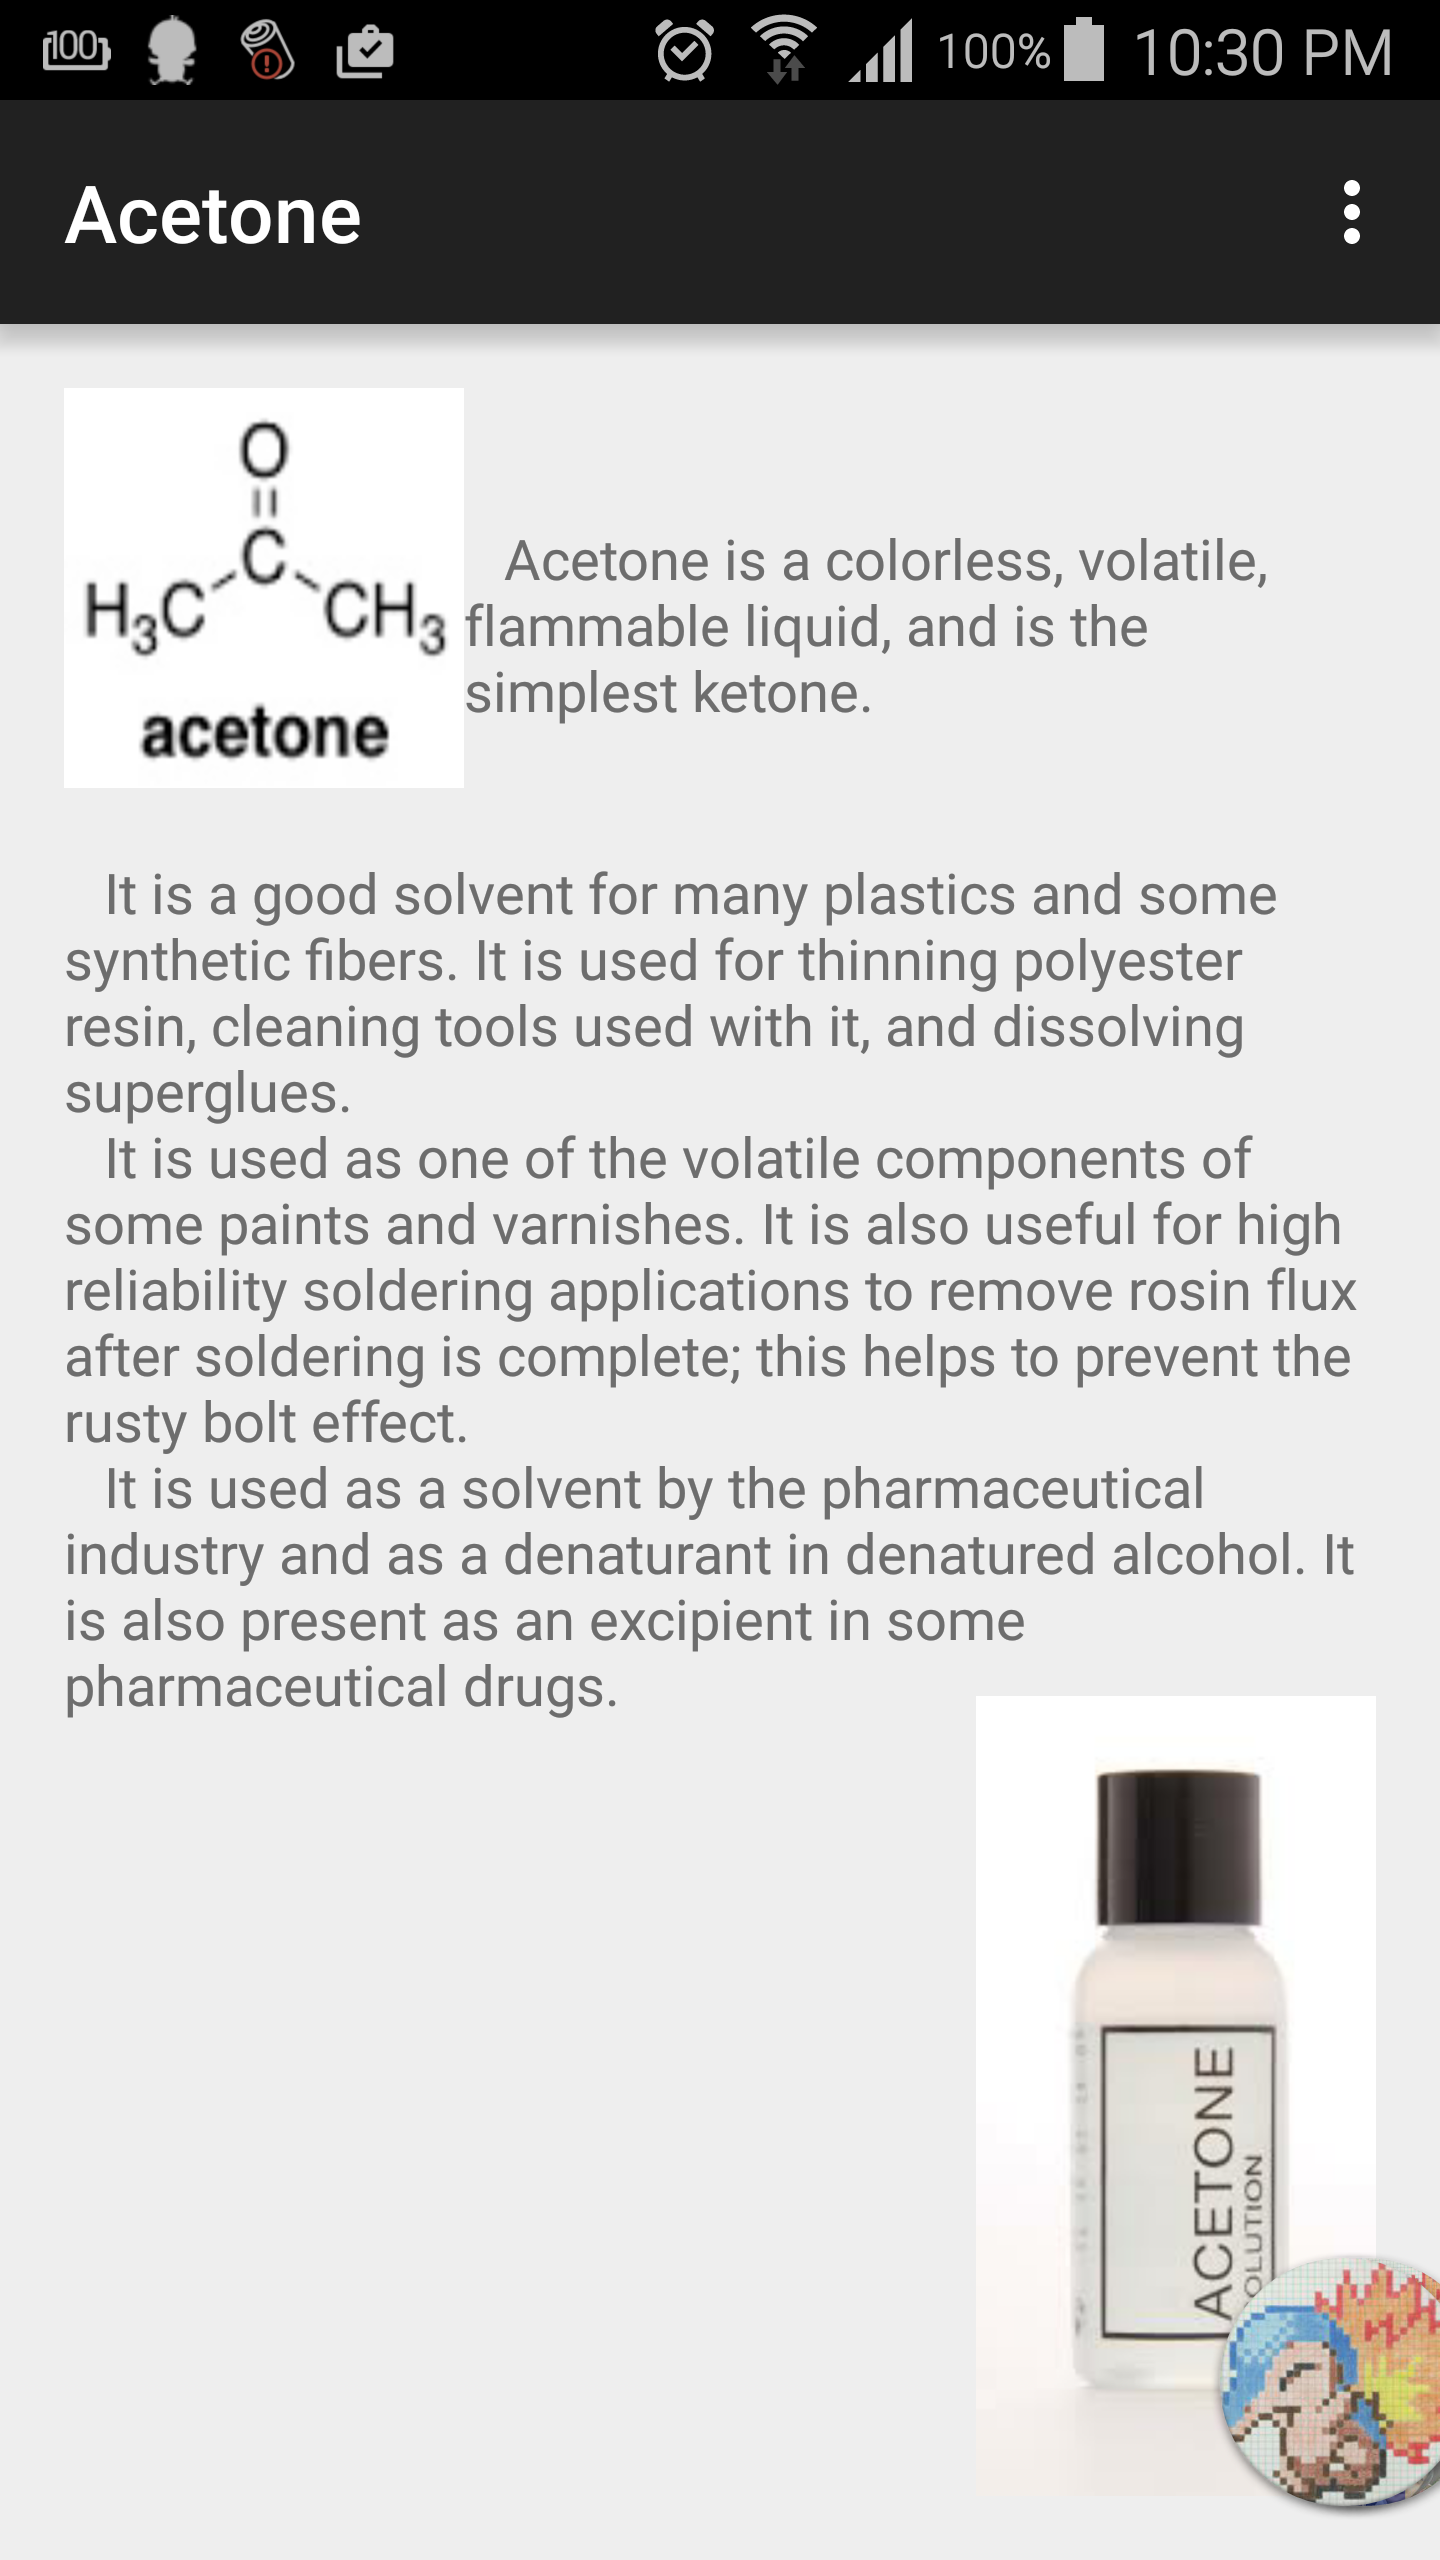 100
100%
10:30 PM
Acetone
O
C
H3C
CH3
acetone
Acetone is a colorless, volatile,
flammable liquid, and is the
simplest ketone.
It is a good solvent for many plastics and some
synthetic fibers. It is used for thinning polyester
resin, cleaning tools used with it, and dissolving
superglues.
It is used as one of the volatile components of
some paints and varnishes. It is also useful for high
reliability soldering applications to remove rosin flux
after soldering is complete; this helps to prevent the
rusty bolt effect.
It is used as a solvent by the pharmaceutical
industry and as a denaturant in denatured alcohol. It
is also present as an excipient in some
pharmaceutical drugs.
ACETONE
OLUTION